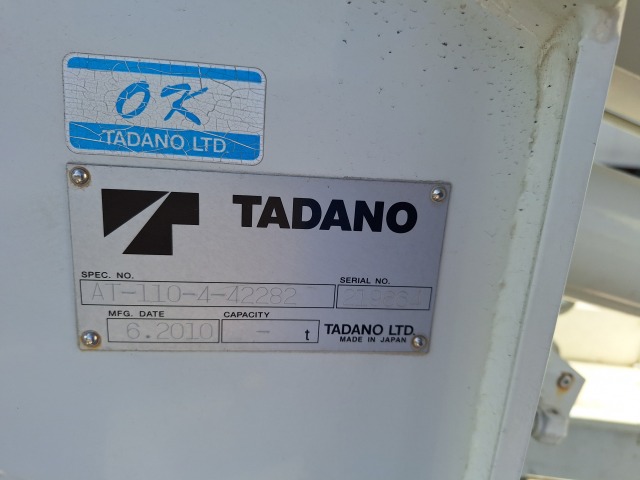 OK
TADANO LTD.
TADANO
SPEC. NO.
SERIAL NO.
AT-110-4-42282
MFG. DATE
CAPACITY
6.2010
- t
TADANO LTD.
MADE IN JAPAN